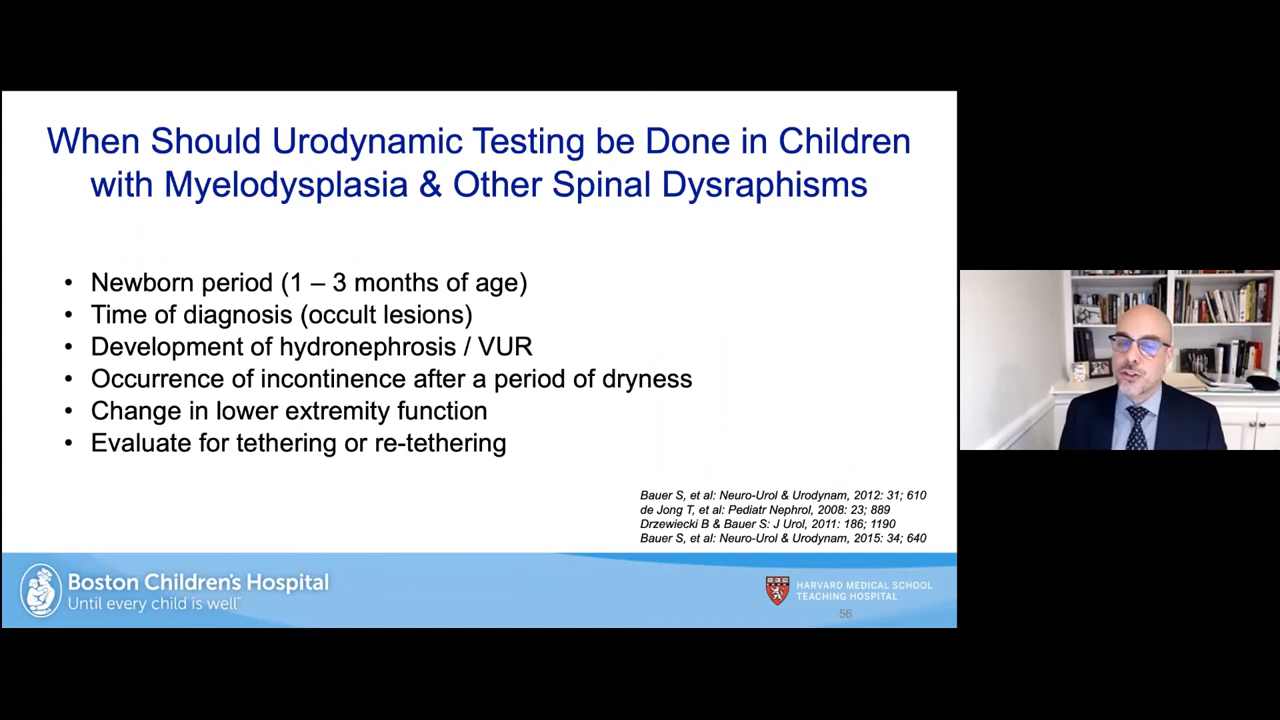 When Should Urodynamic Testing be Done in Children
with Myelodysplasia & Other Spinal Dysraphisms
• Newborn period (1 – 3 months of age)
• Time of diagnosis (occult lesions)
• Development of hydronephrosis / VUR
• Occurrence of incontinence after a period of dryness
• Change in lower extremity function
• Evaluate for tethering or re-tethering
Bauer S, et al: Neuro-Urol & Urodynam, 2012: 31; 610
de Jong T, et al: Pediatr Nephrol, 2008: 23; 889
Drzewiecki B & Bauer S: J Urol, 2011: 186; 1190
Bauer S, et al: Neuro-Urol & Urodynam, 2015: 34; 640
Boston Children's Hospital
Until every child is well™
HARVARD MEDICAL SCHOOL
TEACHING HOSPITAL
56